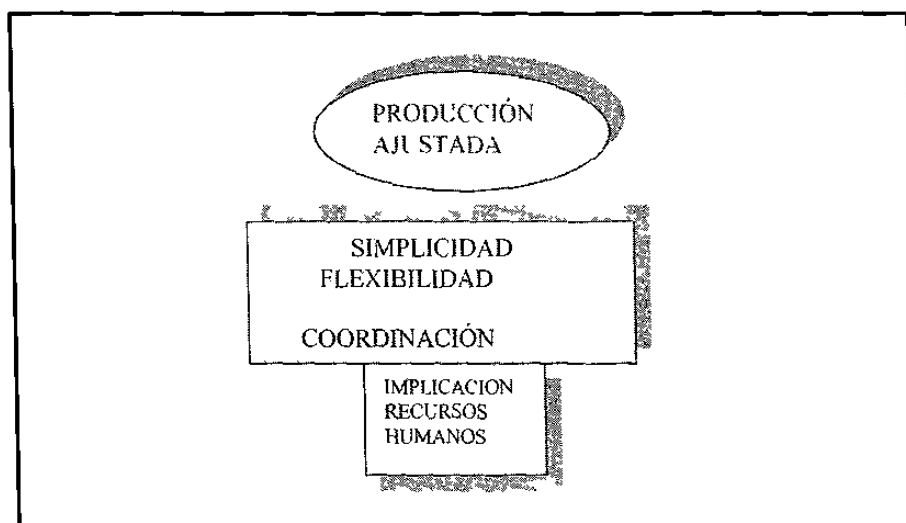 PRODUCCIÓN
AJUSTADA
SIMPLICIDAD
FLEXIBILIDAD
COORDINACIÓN
IMPLICACION
RECURSOS
HUMANOS